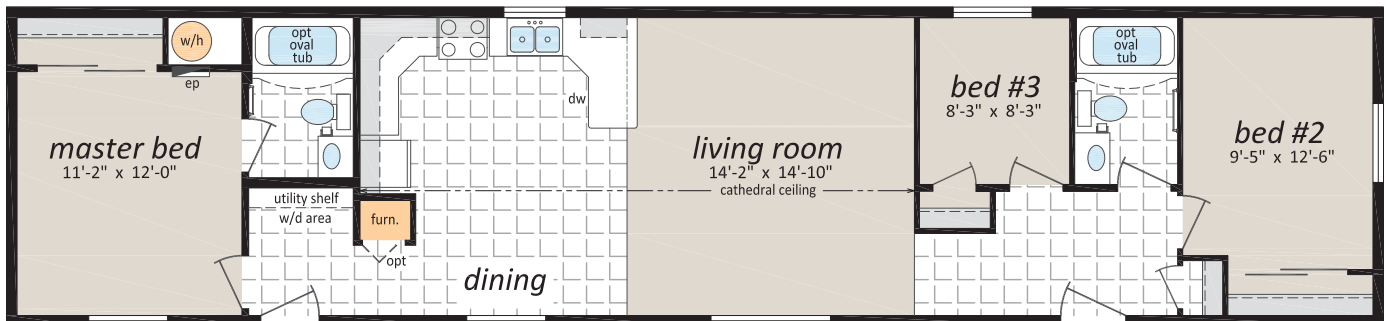 w/h
ep
master bed
11'-2" x 12'-0"
opt
oval
tub
utility shelf
w/d area
furn.
opt
dw
dining
living room
14'-2" x 14'-10"
cathedral ceiling
bed #3
8'-3" x 8'-3"
opt
oval
tub
bed #2
9'-5" x 12'-6"